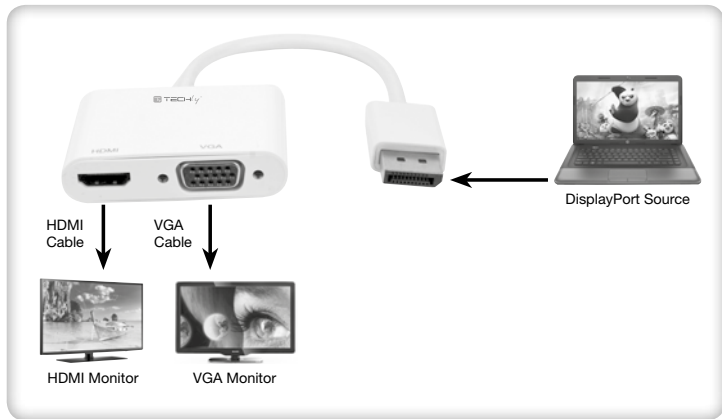 TECHly
HDMI
VGA
DisplayPort Source
HDMI
Cable
VGA
Cable
HDMI Monitor
VGA Monitor